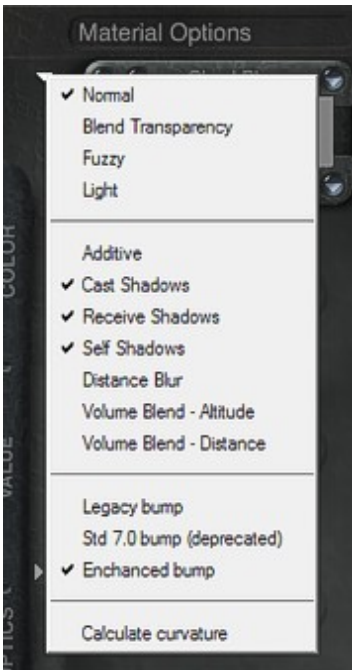 Material Options
Normal
Blend Transparency
Fuzzy
Light
Additive
Cast Shadows
Receive Shadows
Self Shadows
Distance Blur
Volume Blend - Altitude
Volume Blend - Distance
Legacy bump
Std 7.0 bump (deprecated)
Enchanced bump
Calculate curvature
COLOR
VALUE